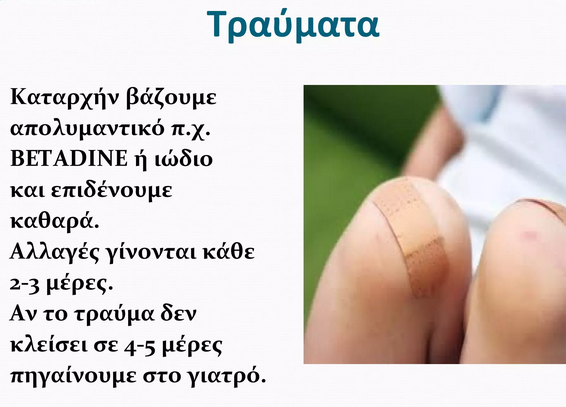 Τραύματα
Καταρχήν βάζουμε
απολυμαντικό π.χ.
BETADINE ή ιώδιο
και επιδένουμε
καθαρά.
Αλλαγές γίνονται κάθε
2-3 μέρες.
Αν το τραύμα δεν
κλείσει σε 4-5 μέρες
πηγαίνουμε στο γιατρό.